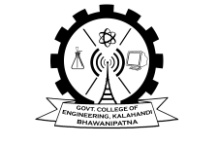 GOVT. COLLEGE OF
ENGINEERING, KALAHANDI
BHAWANIPATNA